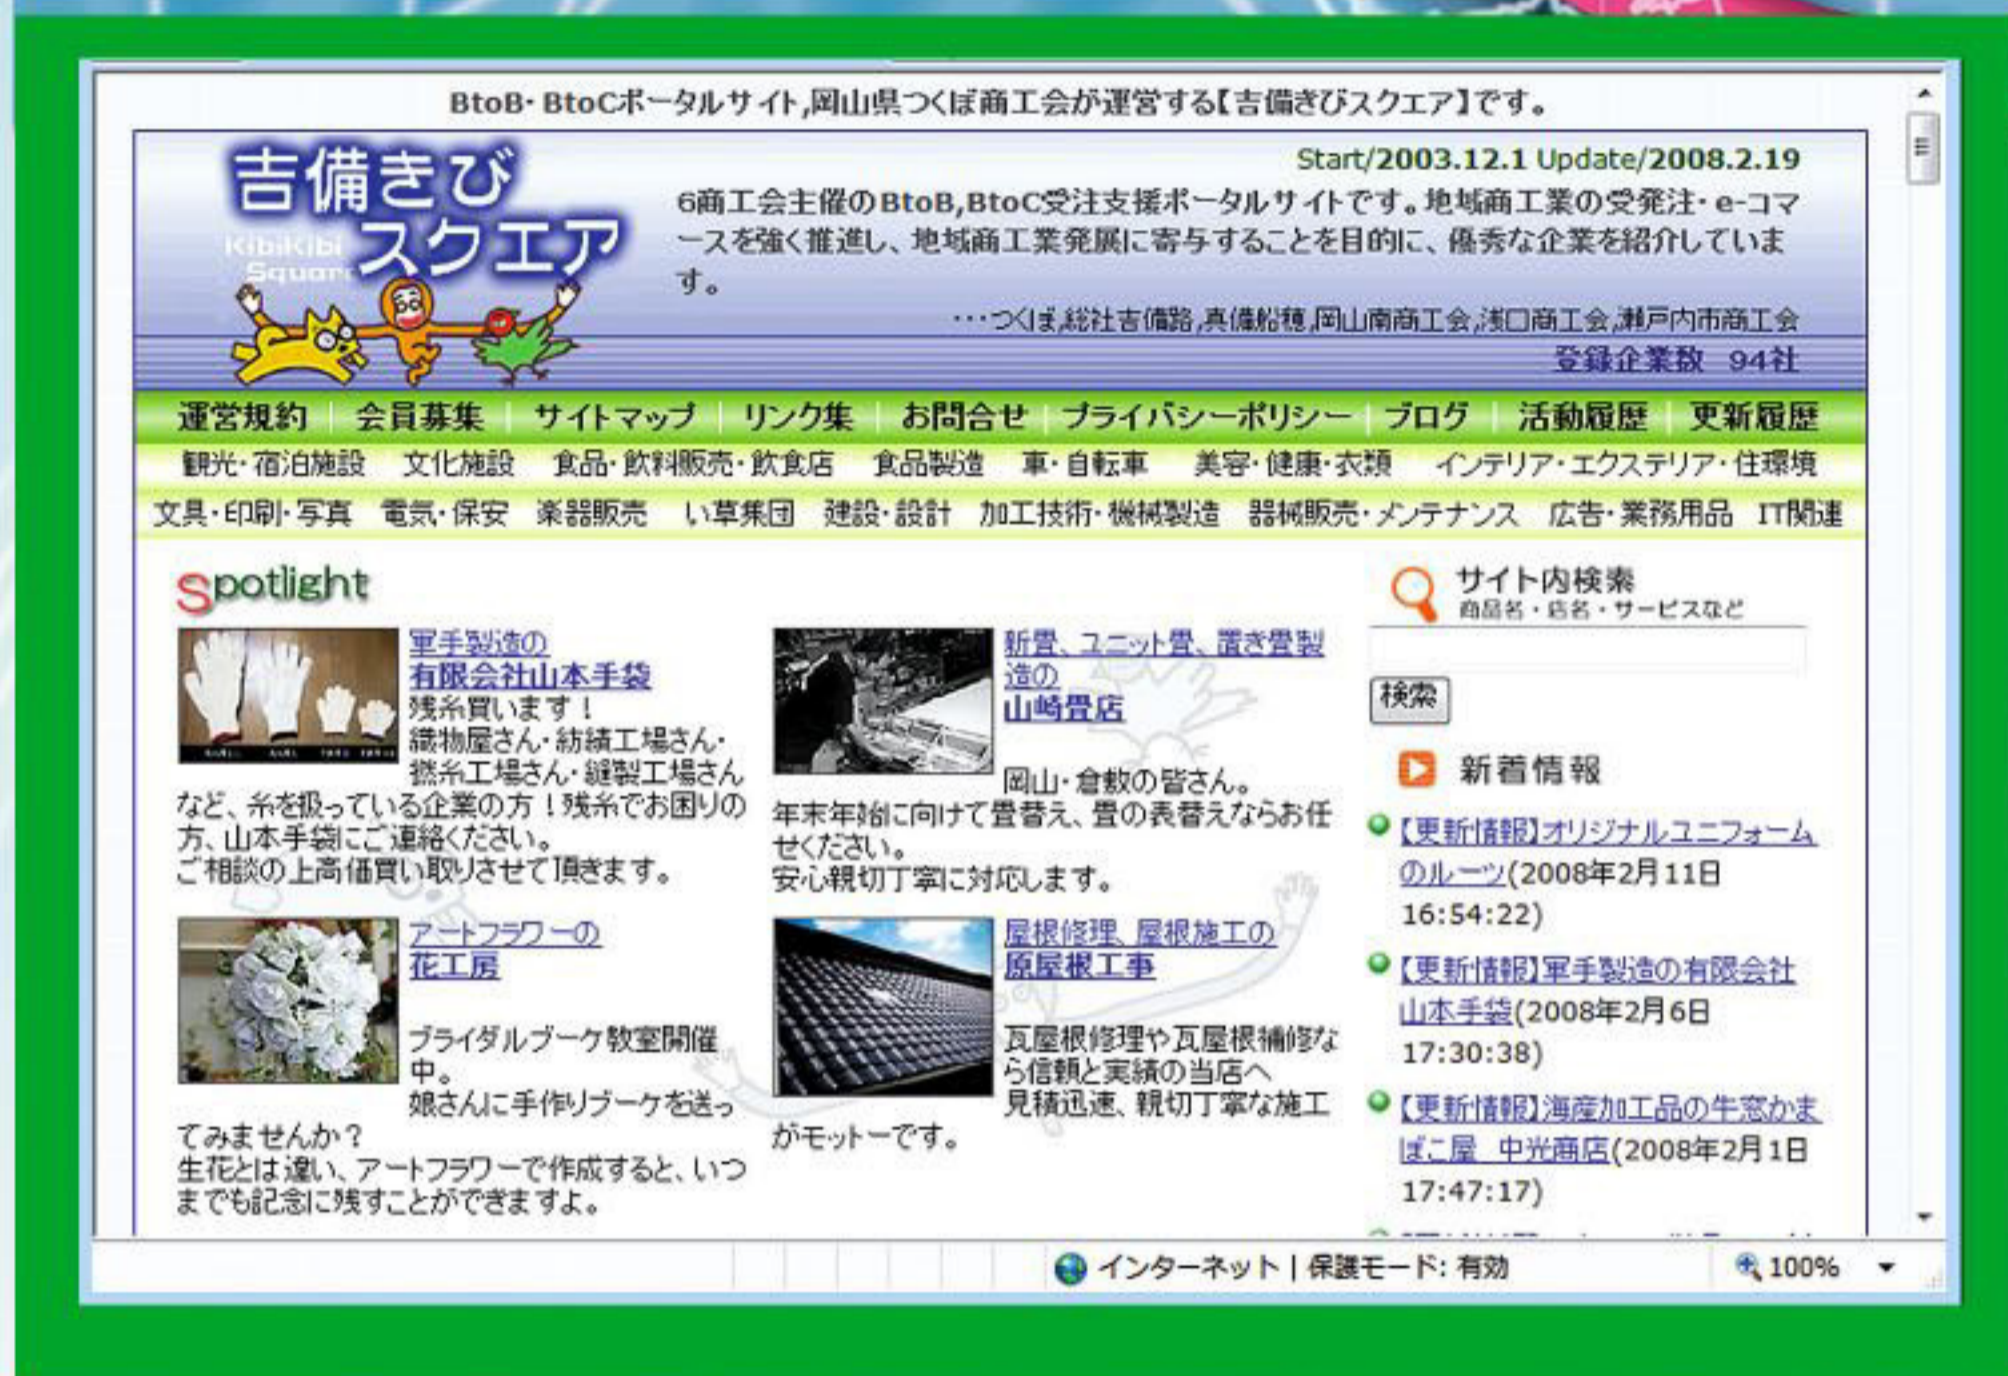 BtoB・BtoCポータルサイト,岡山県つくぼ商工会が運営する【吉備きびスクエア】です。
吉備きび
スクエア
KibiKibi
Square
Start/2003.12.1 Update/2008.2.19
6商工会主催のBtoB,BtoC受注支援ポータルサイトです。地域商工業の受発注・e-コマ
ースを強く推進し、地域商工業発展に寄与することを目的に、優秀な企業を紹介していま
す。
・・・つくぼ,総社吉備路,真備船穂,岡山南商工会,浅口商工会,瀬戸内市商工会
登録企業数 94社
運営規約 会員募集 サイトマップ リンク集 お問合せ プライバシーポリシー ブログ 活動履歴 更新履歴
観光・宿泊施設 文化施設 食品・飲料販売・飲食店 食品製造 車・自転車 美容・健康・衣類 インテリア・エクステリア・住環境
文具・印刷・写真 電気・保安 楽器販売 い草集団 建設・設計 加工技術・機械製造 器械販売・メンテナンス 広告・業務用品 IT関連
Spotlight
軍手製造の
有限会社山本手袋
残糸買います！
織物屋さん・紡績工場さん・
撚糸工場さん・縫製工場さん
など、糸を扱っている企業の方！残糸でお困りの
方、山本手袋にご連絡ください。
ご相談の上高価買い取りさせて頂きます。
新畳、ユニット畳、置き畳製
造の
山崎畳店
岡山・倉敷の皆さん。
年末年始に向けて畳替え、畳の表替えならお任
せください。
安心親切丁寧に対応します。
アートフラワーの
花工房
ブライダルブーケ教室開催
中。
娘さんに手作りブーケを送っ
てみませんか？
生花とは違い、アートフラワーで作成すると、いつ
までも記念に残すことができますよ。
屋根修理、屋根施工の
原屋根工事
瓦屋根修理や瓦屋根補修な
ら信頼と実績の当店へ
見積迅速、親切丁寧な施工
がモットーです。
サイト内検索
商品名・店名・サービスなど
検索
新着情報
【更新情報】オリジナルユニフォーム
のルーツ(2008年2月11日
16:54:22)
【更新情報】軍手製造の有限会社
山本手袋(2008年2月6日
17:30:38)
【更新情報】海産加工品の牛窓かま
ぼこ屋 中光商店(2008年2月1日
17:47:17)
インターネット | 保護モード: 有効
100%